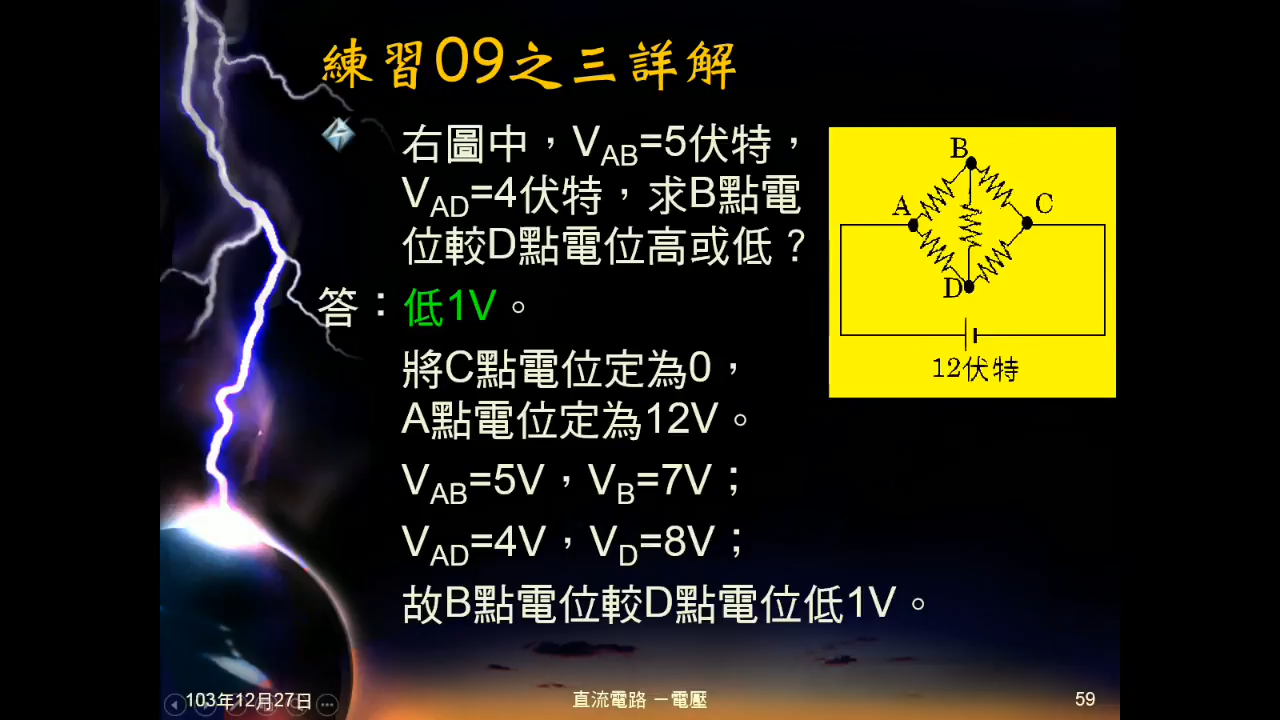 練習09之三詳解
右圖中，VAB=5伏特，
VAD=4伏特，求B點電
位較D點電位高或低？
答：低1V。
將C點電位定為0，
A點電位定為12V。
VAB=5V，VB=7V；
VAD=4V，VD=8V；
故B點電位較D點電位低1V。
B
A
C
D
12伏特
103年12月27日
直流電路 －電壓
59